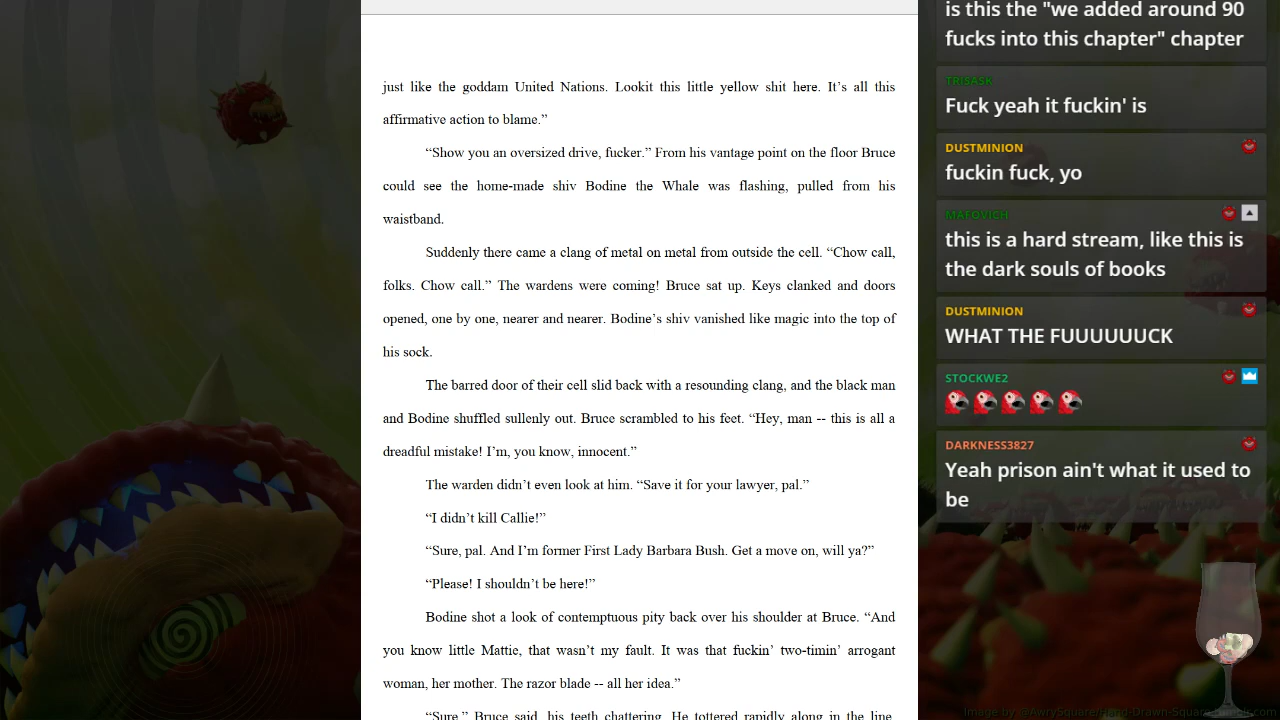 just like the goddam United Nations. Lookit this little yellow shit here. It’s all this
affirmative action to blame.”
“Show you an oversized drive, fucker.” From his vantage point on the floor Bruce
could see the home-made shiv Bodine the Whale was flashing, pulled from his
waistband.
Suddenly there came a clang of metal on metal from outside the cell. “Chow call,
folks. Chow call.” The wardens were coming! Bruce sat up. Keys clanked and doors
opened, one by one, nearer and nearer. Bodine’s shiv vanished like magic into the top of
his sock.
The barred door of their cell slid back with a resounding clang, and the black man
and Bodine shuffled sullenly out. Bruce scrambled to his feet. “Hey, man -- this is all a
dreadful mistake! I’m, you know, innocent.”
The warden didn’t even look at him. “Save it for your lawyer, pal.”
“I didn’t kill Callie!”
“Sure, pal. And I’m former First Lady Barbara Bush. Get a move on, will ya?”
“Please! I shouldn’t be here!”
Bodine shot a look of contemptuous pity back over his shoulder at Bruce. “And
you know little Mattie, that wasn’t my fault. It was that fuckin’ two-timin’ arrogant
woman, her mother. The razor blade -- all her idea.”
“Sure,” Bruce said, his teeth chattering. He tottered rapidly along in the line,
is this the "we added around 90
fucks into this chapter" chapter
TRISASK
Fuck yeah it fuckin' is
DUSTMINION
fuckin fuck, yo
MAFOVICH
this is a hard stream, like this is
the dark souls of books
DUSTMINION
WHAT THE FUUUUUUCK
STOCKWE2
DARKNESS3827
Yeah prison ain't what it used to
be